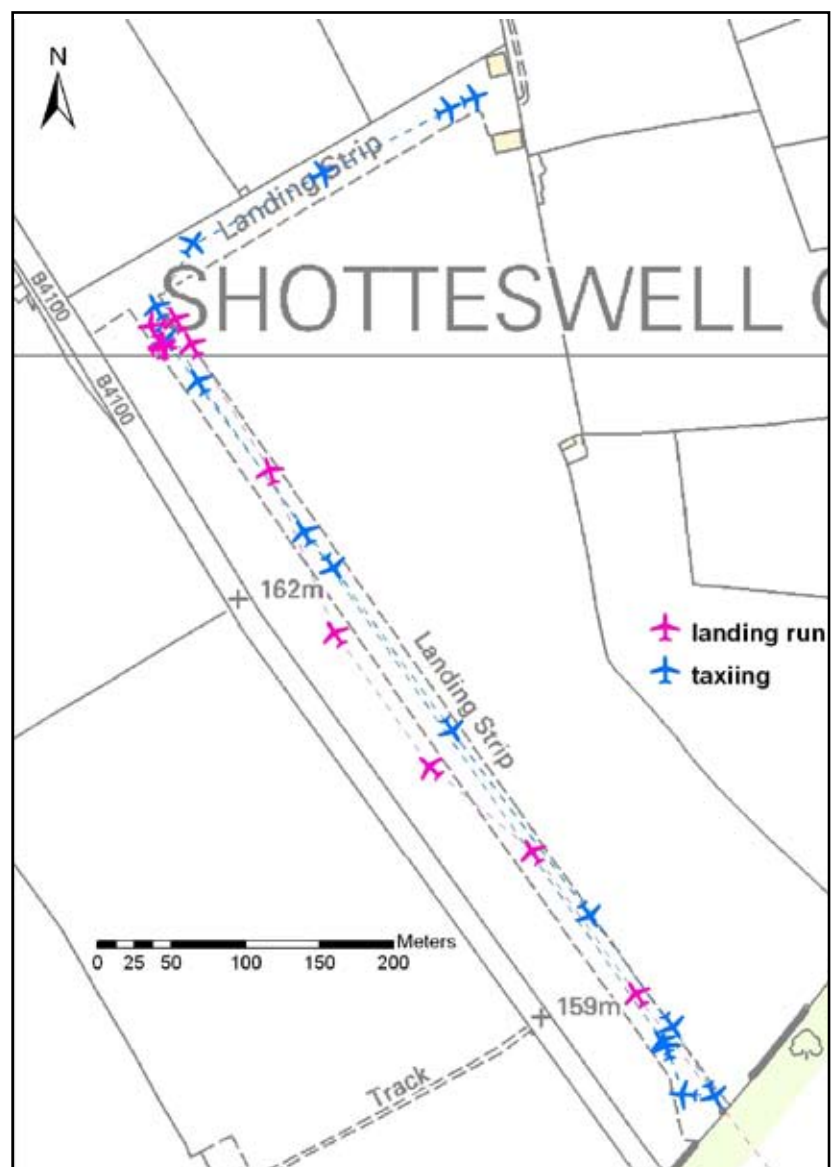 N
Landing Strip
SHOTTESWELL C
B4100
B4100
162m
Landing Strip
landing run
taxiing
Meters
0 25 50 100 150 200
159m
Track